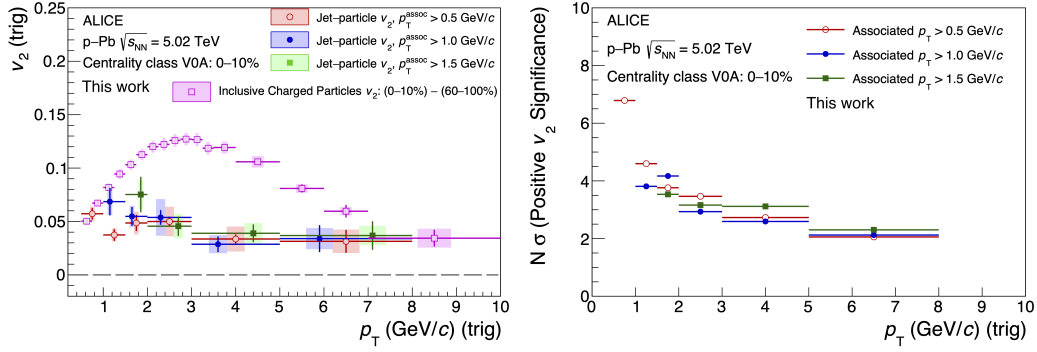 ALICE
p–Pb √sNN = 5.02 TeV
Centrality class V0A: 0–10%
This work
Jet–particle v2, pTassoc > 0.5 GeV/c
Jet–particle v2, pTassoc > 1.0 GeV/c
Jet–particle v2, pTassoc > 1.5 GeV/c
Inclusive Charged Particles v2: (0–10%) – (60–100%)
v2 (trig)
0.25
0.2
0.15
0.1
0.05
0
1 2 3 4 5 6 7 8 9 10
pT (GeV/c) (trig)
ALICE
p–Pb √sNN = 5.02 TeV
Centrality class V0A: 0–10%
Associated pT > 0.5 GeV/c
Associated pT > 1.0 GeV/c
Associated pT > 1.5 GeV/c
This work
N σ (Positive v2 Significance)
10
8
6
4
2
0
0 1 2 3 4 5 6 7 8 9 10
pT (GeV/c) (trig)